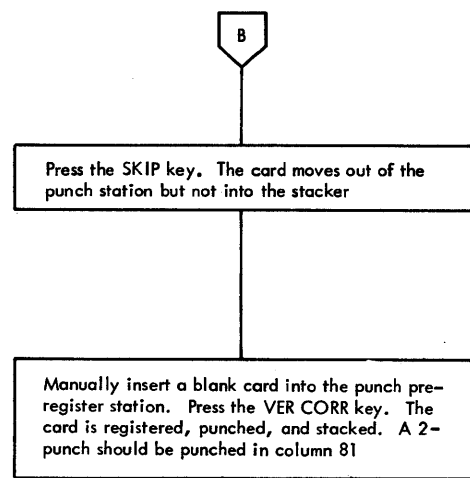 B
Press the SKIP key. The card moves out of the
punch station but not into the stacker
Manually insert a blank card into the punch pre-
register station. Press the VER CORR key. The
card is registered, punched, and stacked. A 2-
punch should be punched in column 81